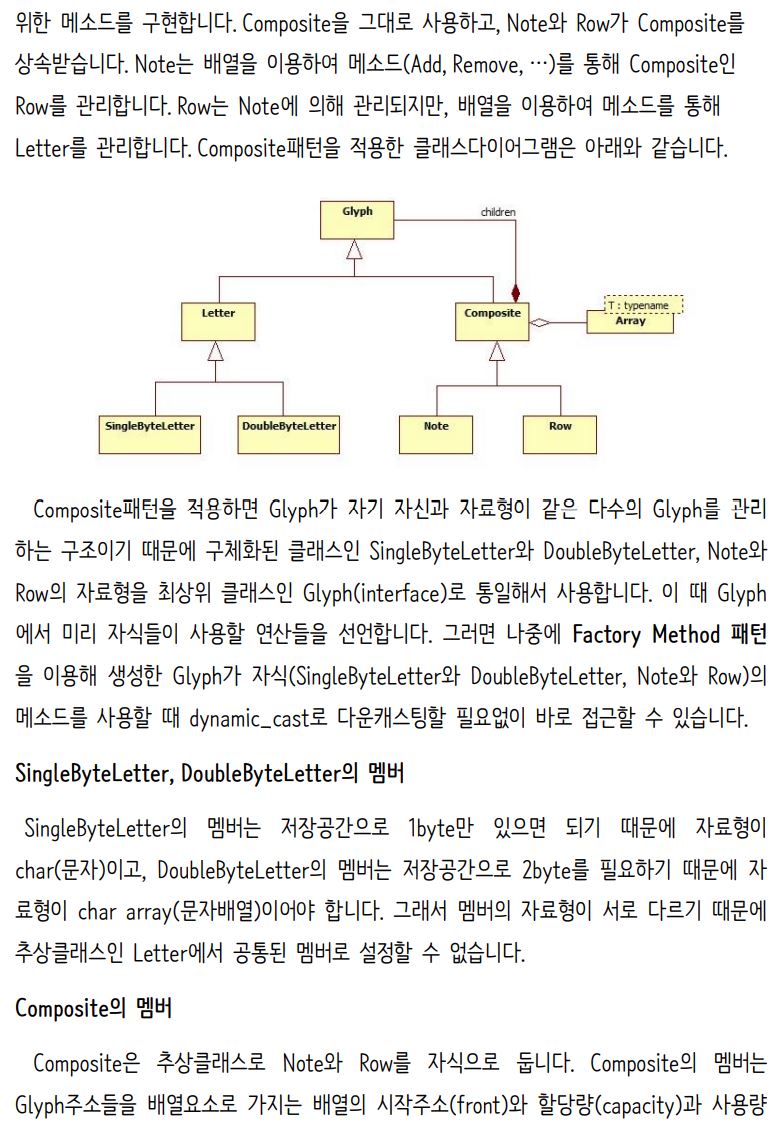 위한 메소드를 구현합니다. Composite을 그대로 사용하고, Note와 Row가 Composite를
상속받습니다. Note는 배열을 이용하여 메소드(Add, Remove, …)를 통해 Composite인
Row를 관리합니다. Row는 Note에 의해 관리되지만, 배열을 이용하여 메소드를 통해
Letter를 관리합니다. Composite패턴을 적용한 클래스다이어그램은 아래와 같습니다.
Glyph
children
Letter
Composite
T : typename
Array
SingleByteLetter
DoubleByteLetter
Note
Row
Composite패턴을 적용하면 Glyph가 자기 자신과 자료형이 같은 다수의 Glyph를 관리
하는 구조이기 때문에 구체화된 클래스인 SingleByteLetter와 DoubleByteLetter, Note와
Row의 자료형을 최상위 클래스인 Glyph(interface)로 통일해서 사용합니다. 이 때 Glyph
에서 미리 자식들이 사용할 연산들을 선언합니다. 그러면 나중에 Factory Method 패턴
을 이용해 생성한 Glyph가 자식(SingleByteLetter와 DoubleByteLetter, Note와 Row)의
메소드를 사용할 때 dynamic_cast로 다운캐스팅할 필요없이 바로 접근할 수 있습니다.
SingleByteLetter, DoubleByteLetter의 멤버
SingleByteLetter의 멤버는 저장공간으로 1byte만 있으면 되기 때문에 자료형이
char(문자)이고, DoubleByteLetter의 멤버는 저장공간으로 2byte를 필요하기 때문에 자
료형이 char array(문자배열)이어야 합니다. 그래서 멤버의 자료형이 서로 다르기 때문에
추상클래스인 Letter에서 공통된 멤버로 설정할 수 없습니다.
Composite의 멤버
Composite은 추상클래스로 Note와 Row를 자식으로 둡니다. Composite의 멤버는
Glyph주소들을 배열요소로 가지는 배열의 시작주소(front)와 할당량(capacity)과 사용량